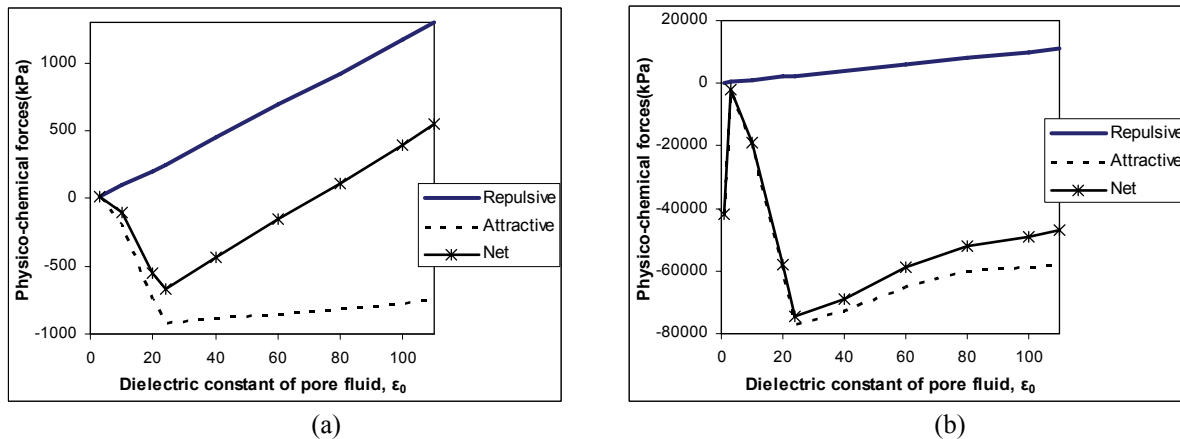 Physico-chemical forces(kPa)
1000
500
0
-500
-1000
0 20 40 60 80 100
Dielectric constant of pore fluid, ε0
Repulsive
Attractive
Net
(a)
Physico-chemical forces(kPa)
20000
0
-20000
-40000
-60000
-80000
0 20 40 60 80 100
Dielectric constant of pore fluid, ε0
Repulsive
Attractive
Net
(b)